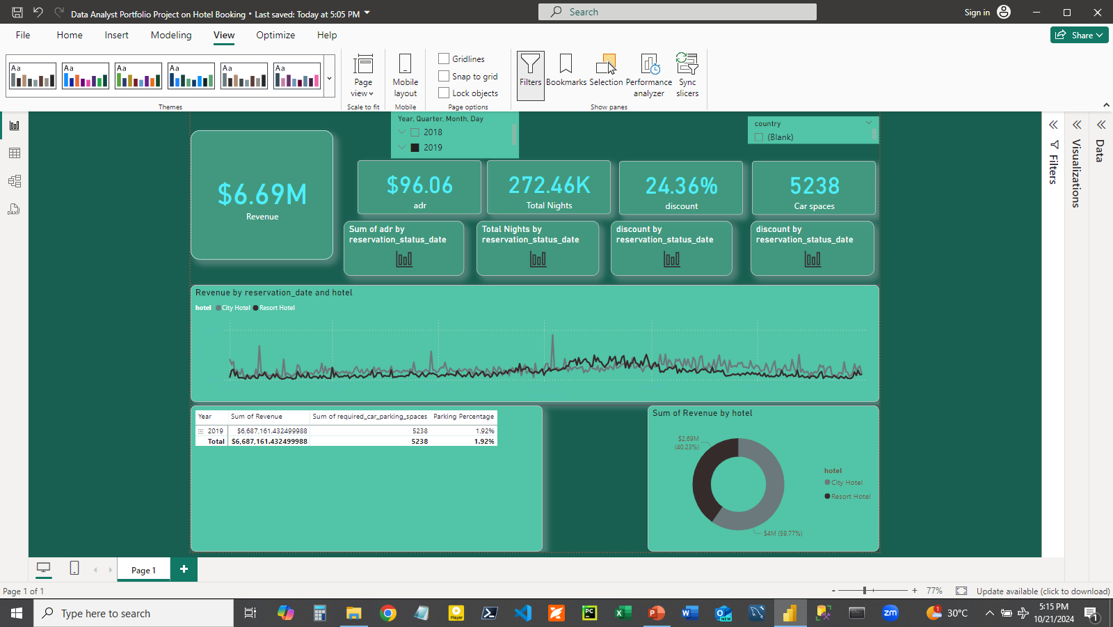 Data Analyst Portfolio Project on Hotel Booking • Last saved: Today at 5:05 PM
Search
Sign in
File Home Insert Modeling View Optimize Help
Share
Aa Aa Aa Aa Aa Aa
Page view
Mobile layout
Gridlines
Snap to grid
Lock objects
Filters
Bookmarks
Selection
Performance analyzer
Sync slicers
Themes
Scale to fit
Mobile
Page options
Show panes
Year, Quarter, Month, Day
2018
2019
country
(Blank)
$6.69M
Revenue
$96.06
adr
272.46K
Total Nights
24.36%
discount
5238
Car spaces
Sum of adr by
reservation_status_date
Total Nights by
reservation_status_date
discount by
reservation_status_date
discount by
reservation_status_date
Filters
Visualizations
Data
Revenue by reservation_date and hotel
hotel City Hotel Resort Hotel
Year Sum of Revenue Sum of required_car_parking_spaces Parking Percentage
2019 $6,687,161.432499988 5238 1.92%
Total $6,687,161.432499988 5238 1.92%
Sum of Revenue by hotel
$2.69M
(40.23%)
hotel
City Hotel
Resort Hotel
$4M (59.77%)
Page 1
Page 1 of 1
77%
Update available (click to download)
Type here to search
30°C
5:15 PM
10/21/2024